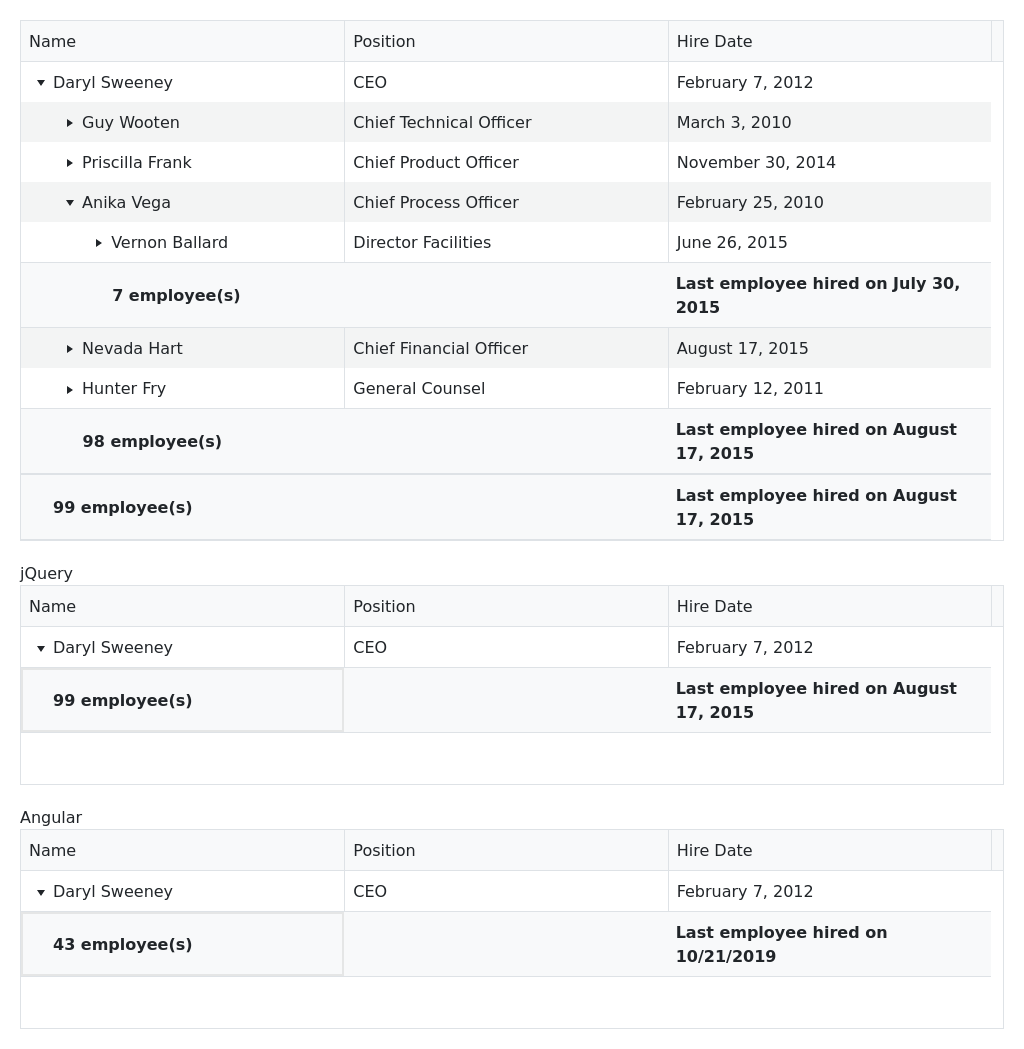 Name Position Hire Date
Daryl Sweeney CEO February 7, 2012
Guy Wooten Chief Technical Officer March 3, 2010
Priscilla Frank Chief Product Officer November 30, 2014
Anika Vega Chief Process Officer February 25, 2010
Vernon Ballard Director Facilities June 26, 2015
7 employee(s) Last employee hired on July 30,
2015
Nevada Hart Chief Financial Officer August 17, 2015
Hunter Fry General Counsel February 12, 2011
98 employee(s) Last employee hired on August
17, 2015
99 employee(s) Last employee hired on August
17, 2015
jQuery
Name Position Hire Date
Daryl Sweeney CEO February 7, 2012
99 employee(s) Last employee hired on August
17, 2015
Angular
Name Position Hire Date
Daryl Sweeney CEO February 7, 2012
43 employee(s) Last employee hired on
10/21/2019